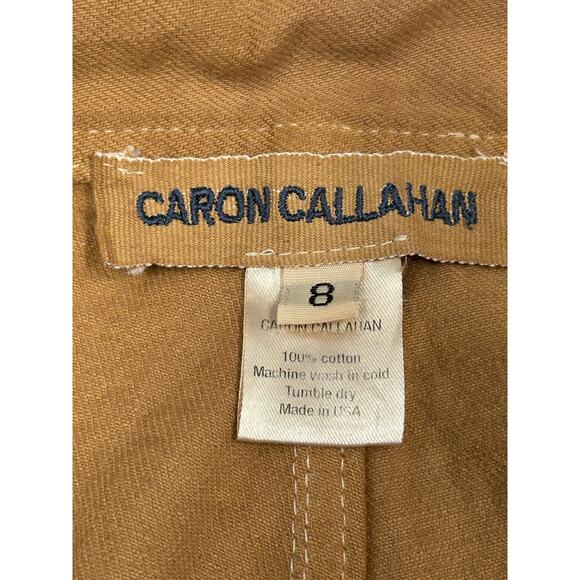 CARON CALLAHAN
8
CARON CALLAHAN
100% cotton
Machine wash in cold
Tumble dry
Made in USA